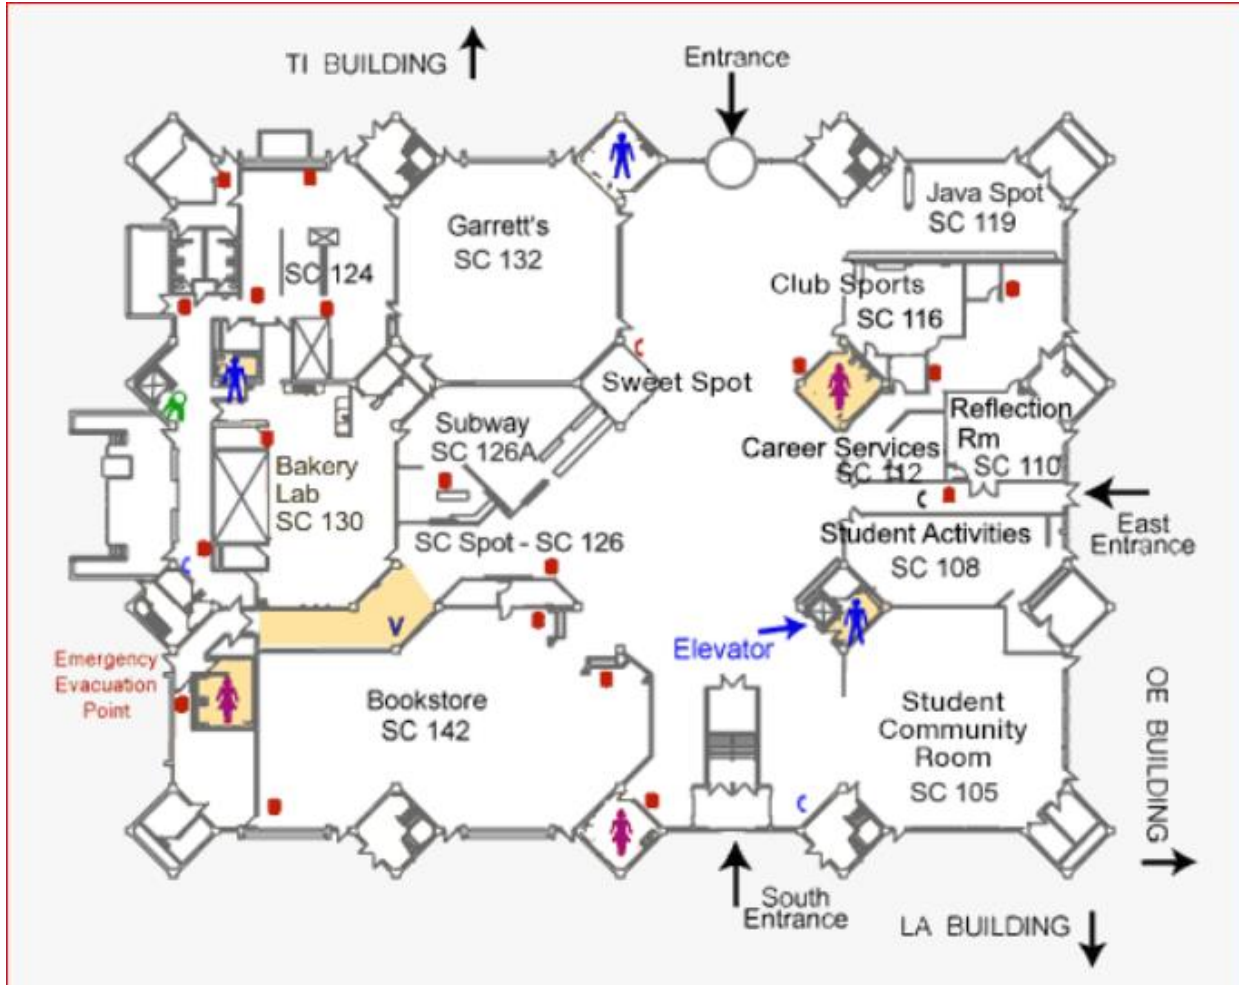 TI BUILDING
Entrance
Java Spot
SC 119
Garrett's
SC 132
SC 124
Club Sports
SC 116
Sweet Spot
Subway
SC 126A
Reflection
Rm
SC 110
Career Services
SC 112
Bakery
Lab
SC 130
East
Entrance
SC Spot - SC 126
Student Activities
SC 108
V
Elevator
Emergency
Evacuation
Point
Bookstore
SC 142
Student
Community
Room
SC 105
OE BUILDING
South
Entrance
LA BUILDING